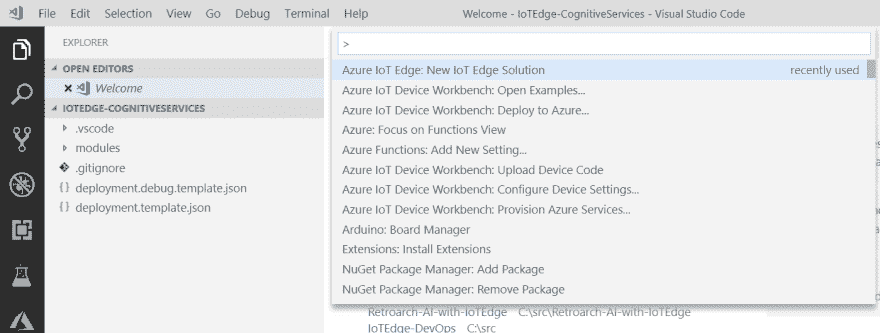 File Edit Selection View Go Debug Terminal Help Welcome - IoTEdge-CognitiveServices - Visual Studio Code
EXPLORER
OPEN EDITORS
Welcome
IOTEDGE-COGNITIVESERVICES
.vscode
modules
.gitignore
deployment.debug.template.json
deployment.template.json
>
Azure IoT Edge: New IoT Edge Solution recently used
Azure IoT Device Workbench: Open Examples...
Azure IoT Device Workbench: Deploy to Azure...
Azure: Focus on Functions View
Azure Functions: Add New Setting...
Azure IoT Device Workbench: Upload Device Code
Azure IoT Device Workbench: Configure Device Settings...
Azure IoT Device Workbench: Provision Azure Services...
Arduino: Board Manager
Extensions: Install Extensions
NuGet Package Manager: Add Package
NuGet Package Manager: Remove Package
Retroarch-AI-with-IoTEdge C:\src\Retroarch-AI-with-IoTEdge
IoTEdge-DevOps C:\src